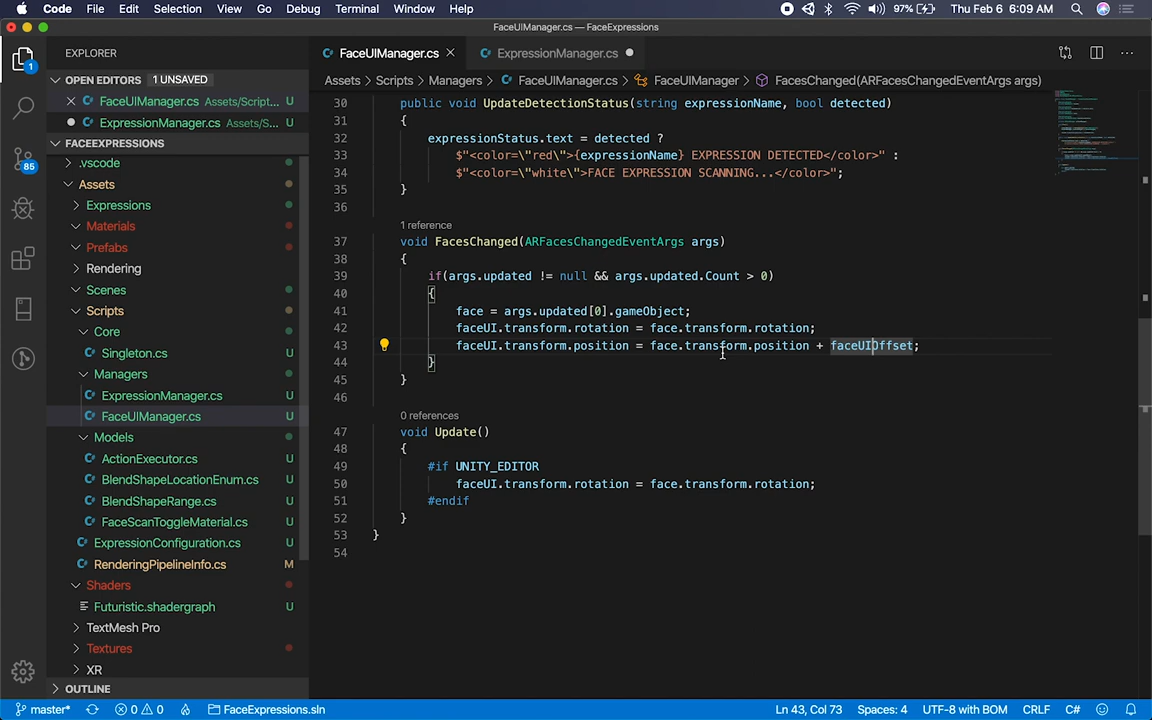 Code File Edit Selection View Go Debug Terminal Window Help 97% Thu Feb 6 6:09 AM
FaceUIManager.cs — FaceExpressions
EXPLORER
FaceUIManager.cs
ExpressionManager.cs
OPEN EDITORS 1 UNSAVED
Assets > Scripts > Managers > FaceUIManager.cs > FaceUIManager > FacesChanged(ARFacesChangedEventArgs args)
FaceUIManager.cs Assets/Script... U
ExpressionManager.cs Assets/S... U
FACEEXPRESSIONS
.vscode
Assets
Expressions
Materials
Prefabs
Rendering
Scenes
Scripts
Core
Singleton.cs U
Managers
ExpressionManager.cs U
FaceUIManager.cs U
Models
ActionExecutor.cs U
BlendShapeLocationEnum.cs U
BlendShapeRange.cs U
FaceScanToggleMaterial.cs U
ExpressionConfiguration.cs U
RenderingPipelineInfo.cs M
Shaders
Futuristic.shadergraph U
TextMesh Pro
Textures
XR
OUTLINE
1
85
30 public void UpdateDetectionStatus(string expressionName, bool detected)
31 {
32 expressionStatus.text = detected ?
33 $"<color=\"red\">{expressionName} EXPRESSION DETECTED</color>" :
34 $"<color=\"white\">FACE EXPRESSION SCANNING...</color>";
35 }
36
1 reference
37 void FacesChanged(ARFacesChangedEventArgs args)
38 {
39 if(args.updated != null && args.updated.Count > 0)
40 {
41 face = args.updated[0].gameObject;
42 faceUI.transform.rotation = face.transform.rotation;
43 faceUI.transform.position = face.transform.position + faceUIOffset;
44 }
45 }
46
0 references
47 void Update()
48 {
49 #if UNITY_EDITOR
50 faceUI.transform.rotation = face.transform.rotation;
51 #endif
52 }
53 }
54
master* 0 0 FaceExpressions.sln Ln 43, Col 73 Spaces: 4 UTF-8 with BOM CRLF C#